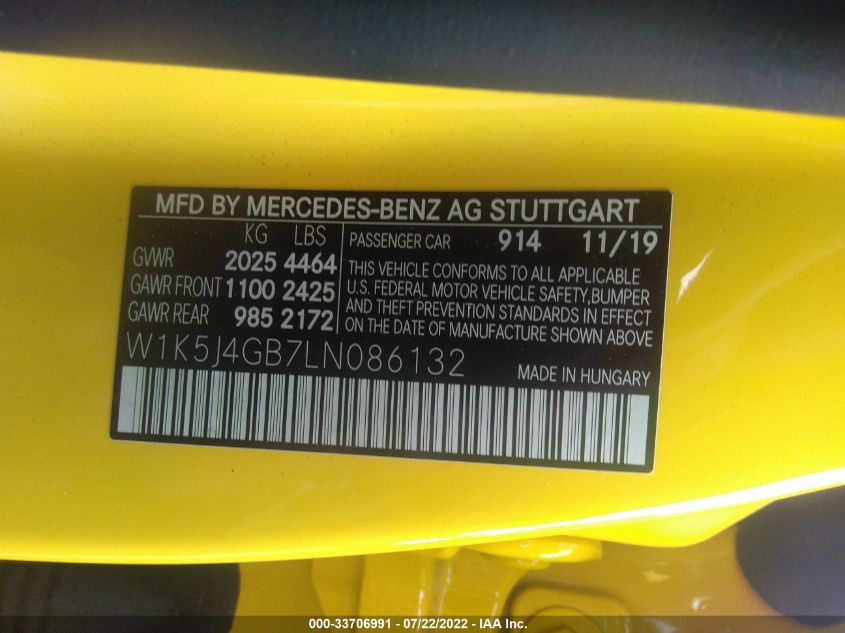 MFD BY MERCEDES-BENZ AG STUTTGART
KG LBS
GVWR 2025 4464
GAWR FRONT 1100 2425
GAWR REAR 985 2172
PASSENGER CAR 914 11/19
THIS VEHICLE CONFORMS TO ALL APPLICABLE
U.S. FEDERAL MOTOR VEHICLE SAFETY,BUMPER
AND THEFT PREVENTION STANDARDS IN EFFECT
ON THE DATE OF MANUFACTURE SHOWN ABOVE
W1K5J4GB7LN086132
MADE IN HUNGARY
000-33706991 - 07/22/2022 - IAA Inc.